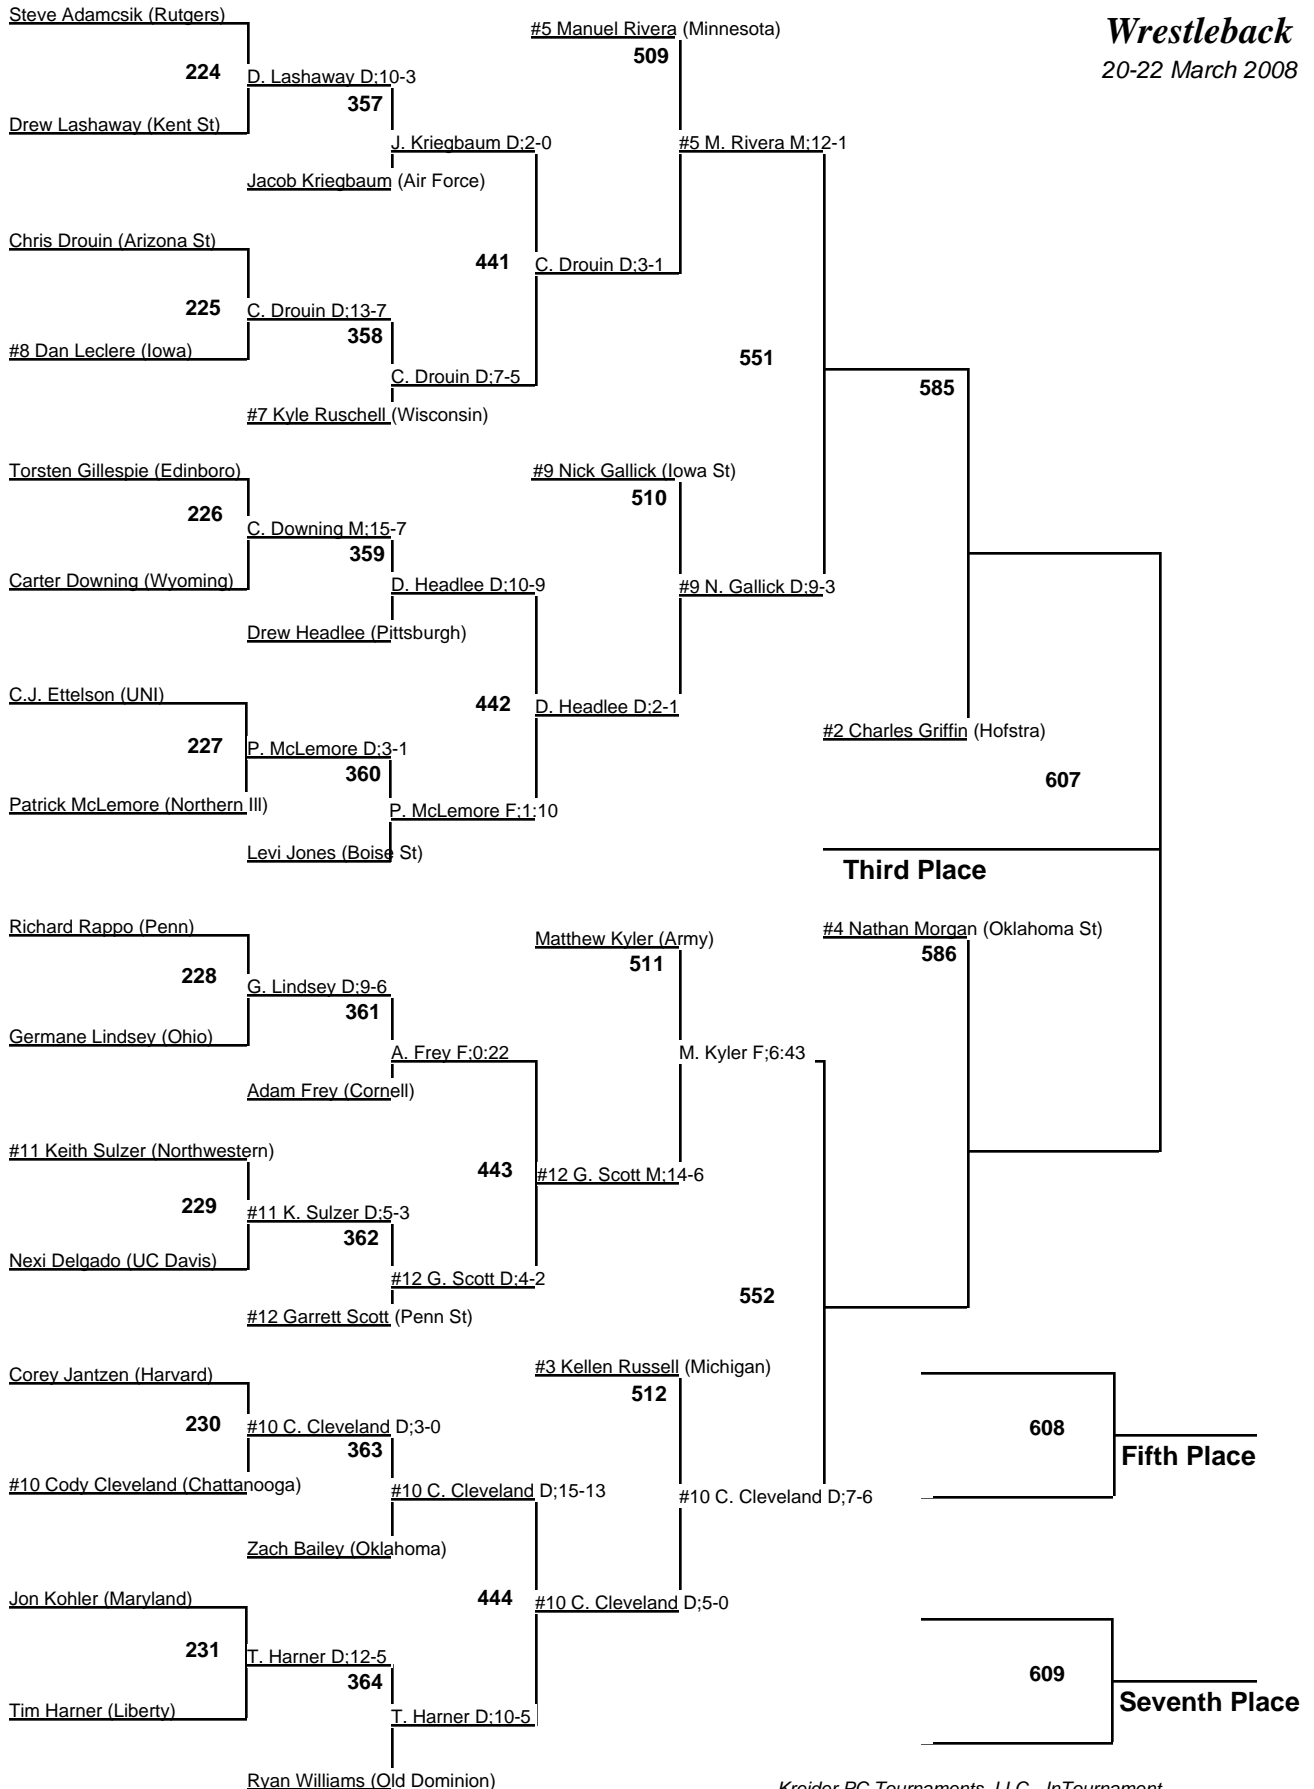 Steve Adamcsik (Rutgers)
#5 Manuel Rivera (Minnesota)
Wrestleback
20-22 March 2008
509
224
D. Lashaway D;10-3
357
Drew Lashaway (Kent St)
J. Kriegbaum D;2-0
#5 M. Rivera M;12-1
Jacob Kriegbaum (Air Force)
Chris Drouin (Arizona St)
441
C. Drouin D;3-1
225
C. Drouin D;13-7
358
#8 Dan Leclere (Iowa)
551
C. Drouin D;7-5
585
#7 Kyle Ruschell (Wisconsin)
Torsten Gillespie (Edinboro)
#9 Nick Gallick (Iowa St)
510
226
C. Downing M;15-7
359
Carter Downing (Wyoming)
D. Headlee D;10-9
#9 N. Gallick D;9-3
Drew Headlee (Pittsburgh)
C.J. Ettelson (UNI)
442
D. Headlee D;2-1
#2 Charles Griffin (Hofstra)
227
P. McLemore D;3-1
360
607
Patrick McLemore (Northern Ill)
P. McLemore F;1:10
Levi Jones (Boise St)
Third Place
Richard Rappo (Penn)
Matthew Kyler (Army)
#4 Nathan Morgan (Oklahoma St)
511
586
228
G. Lindsey D;9-6
361
Germane Lindsey (Ohio)
A. Frey F;0:22
M. Kyler F;6:43
Adam Frey (Cornell)
#11 Keith Sulzer (Northwestern)
443
#12 G. Scott M;14-6
229
#11 K. Sulzer D;5-3
362
Nexi Delgado (UC Davis)
#12 G. Scott D;4-2
552
#12 Garrett Scott (Penn St)
Corey Jantzen (Harvard)
#3 Kellen Russell (Michigan)
512
230
#10 C. Cleveland D;3-0
363
608
Fifth Place
#10 Cody Cleveland (Chattanooga)
#10 C. Cleveland D;15-13
#10 C. Cleveland D;7-6
Zach Bailey (Oklahoma)
Jon Kohler (Maryland)
444
#10 C. Cleveland D;5-0
231
T. Harner D;12-5
364
609
Seventh Place
Tim Harner (Liberty)
T. Harner D;10-5
Ryan Williams (Old Dominion)
Kreider PC Tournaments, LLC - InTournament